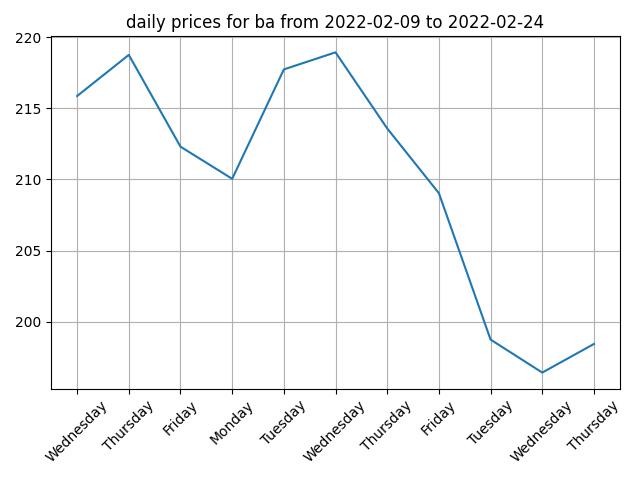 daily prices for ba from 2022-02-09 to 2022-02-24
220
215
210
205
200
Wednesday
Thursday
Friday
Monday
Tuesday
Wednesday
Thursday
Friday
Tuesday
Wednesday
Thursday